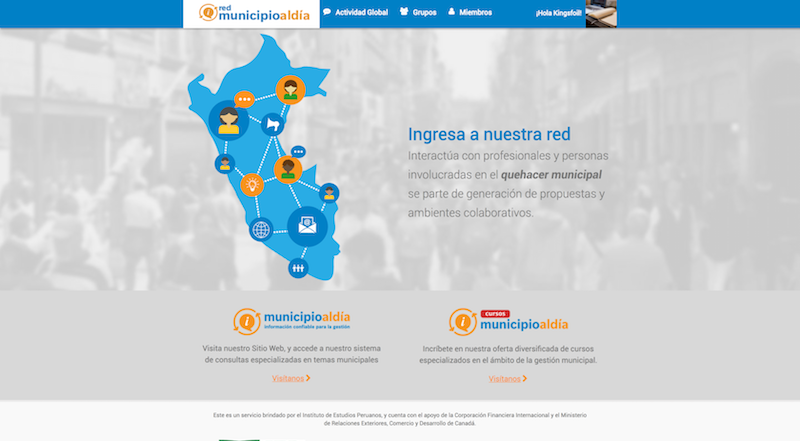 red
municipioaldía
Actividad Global
Grupos
Miembros
¡Hola Kingsfoil!
Ingresa a nuestra red
Interactúa con profesionales y personas
involucradas en el quehacer municipal
se parte de generación de propuestas y
ambientes colaborativos.
municipioaldía
Información confiable para la gestión
Visita nuestro Sitio Web, y accede a nuestro sistema
de consultas especializadas en temas municipales
Visítanos
cursos
municipioaldía
Incríbete en nuestra oferta diversificada de cursos
especializados en el ámbito de la gestión municipal.
Visítanos
Este es un servicio brindado por el Instituto de Estudios Peruanos, y cuenta con el apoyo de la Corporación Financiera Internacional y el Ministerio
de Relaciones Exteriores, Comercio y Desarrollo de Canadá.